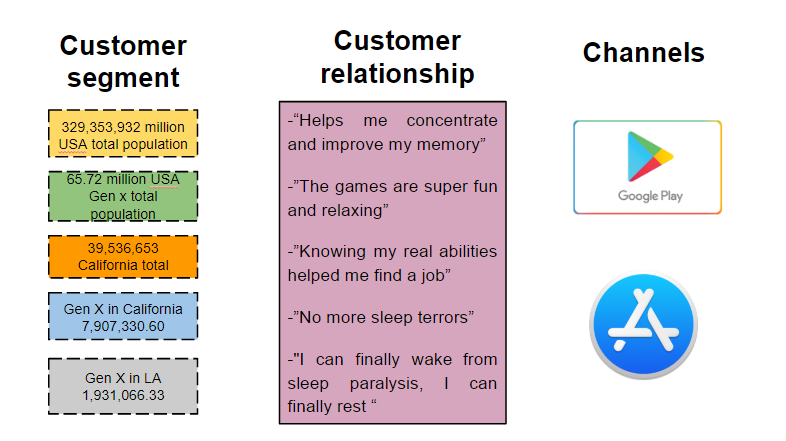 Customer
segment
329,353,932 million
USA total population
65.72 million USA
Gen x total
population
39,536,653
California total
Gen X in California
7,907,330.60
Gen X in LA
1,931,066.33
Customer
relationship
-“Helps me concentrate
and improve my memory”
-”The games are super fun
and relaxing”
-”Knowing my real abilities
helped me find a job”
-”No more sleep terrors”
-"I can finally wake from
sleep paralysis, I can
finally rest “
Channels
Google Play